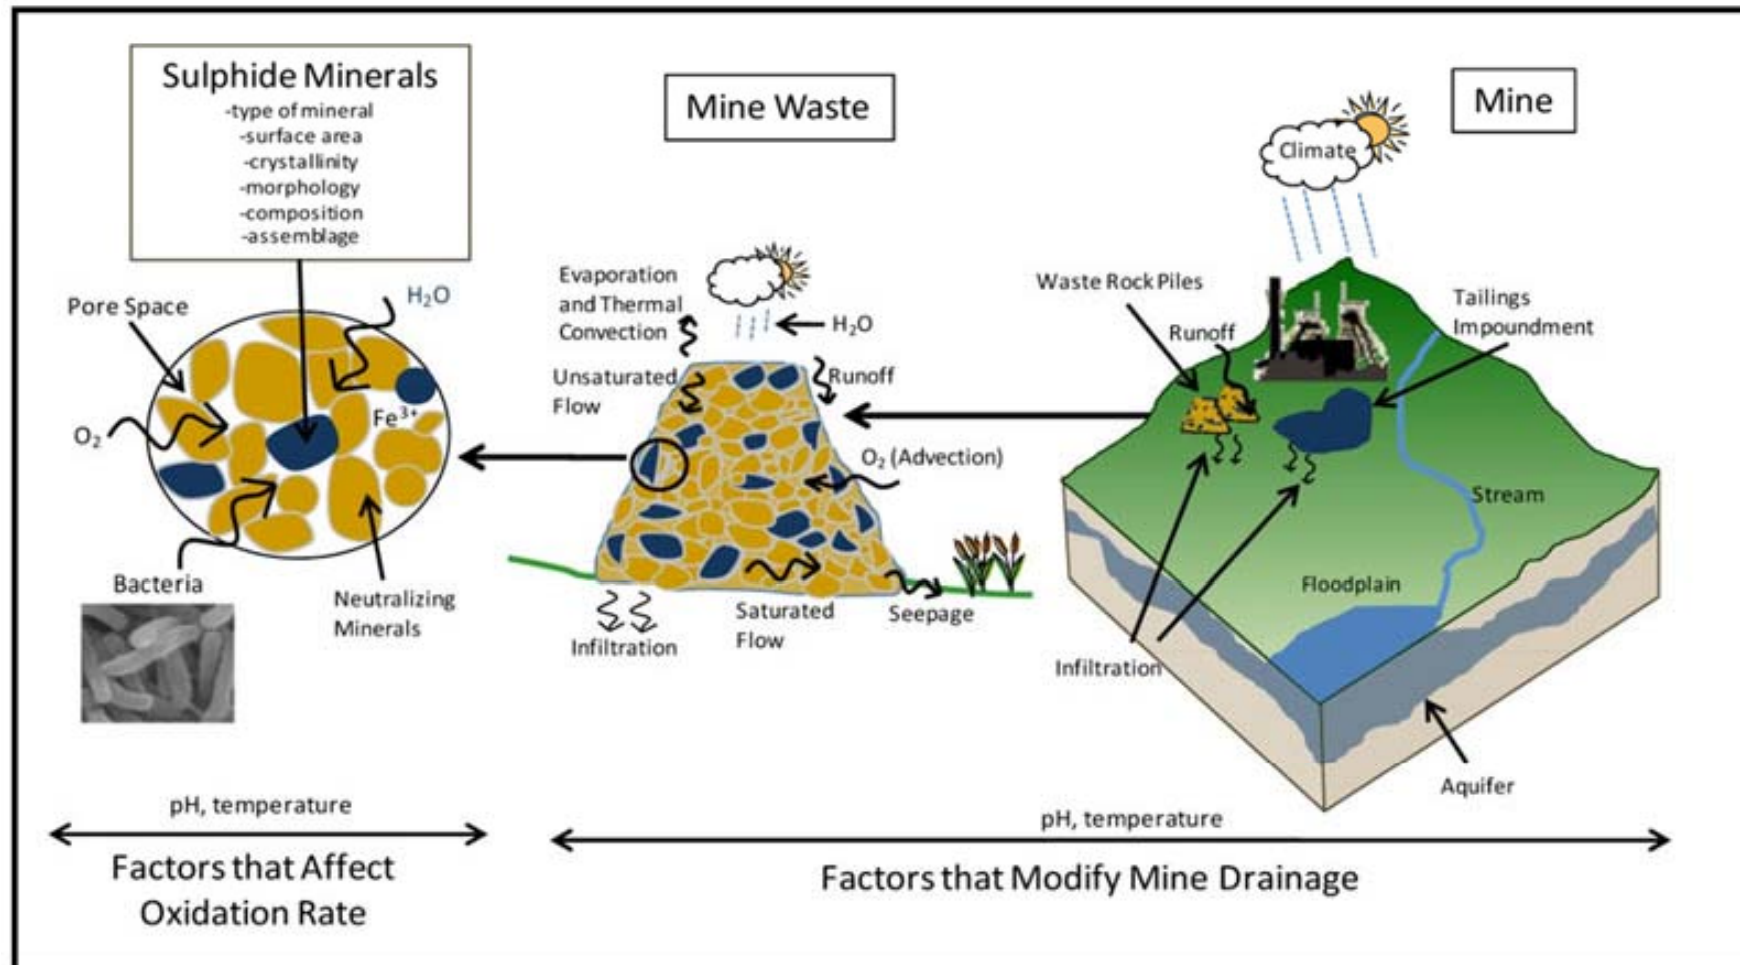 Sulphide Minerals
-type of mineral
-surface area
-crystallinity
-morphology
-composition
-assemblage
Pore Space
H₂O
O₂
Fe³⁺
Bacteria
Neutralizing
Minerals
pH, temperature
Factors that Affect
Oxidation Rate
Mine Waste
Evaporation
and Thermal
Convection
H₂O
Unsaturated
Flow
Runoff
O₂ (Advection)
Infiltration
Saturated
Flow
Seepage
Mine
Climate
Waste Rock Piles
Runoff
Tailings
Impoundment
Stream
Floodplain
Infiltration
Aquifer
pH, temperature
Factors that Modify Mine Drainage